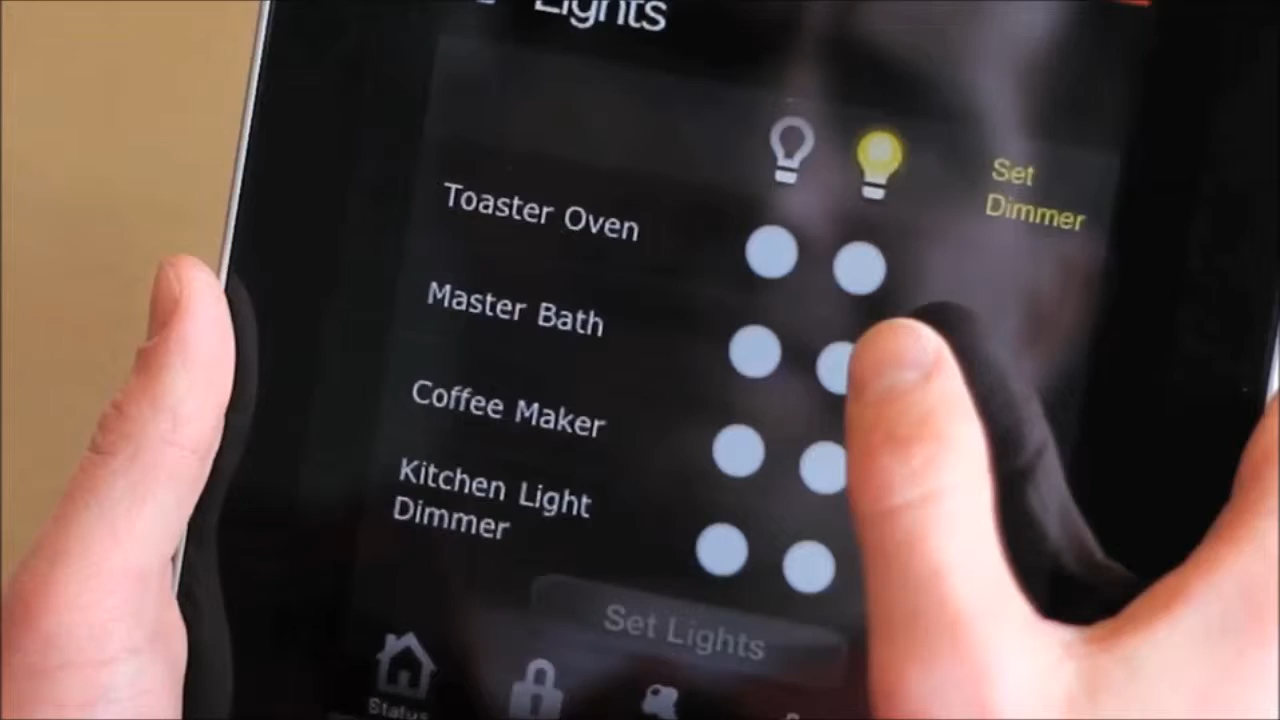 Lights
Set
Dimmer
Toaster Oven
Master Bath
Coffee Maker
Kitchen Light
Dimmer
Set Lights
Status